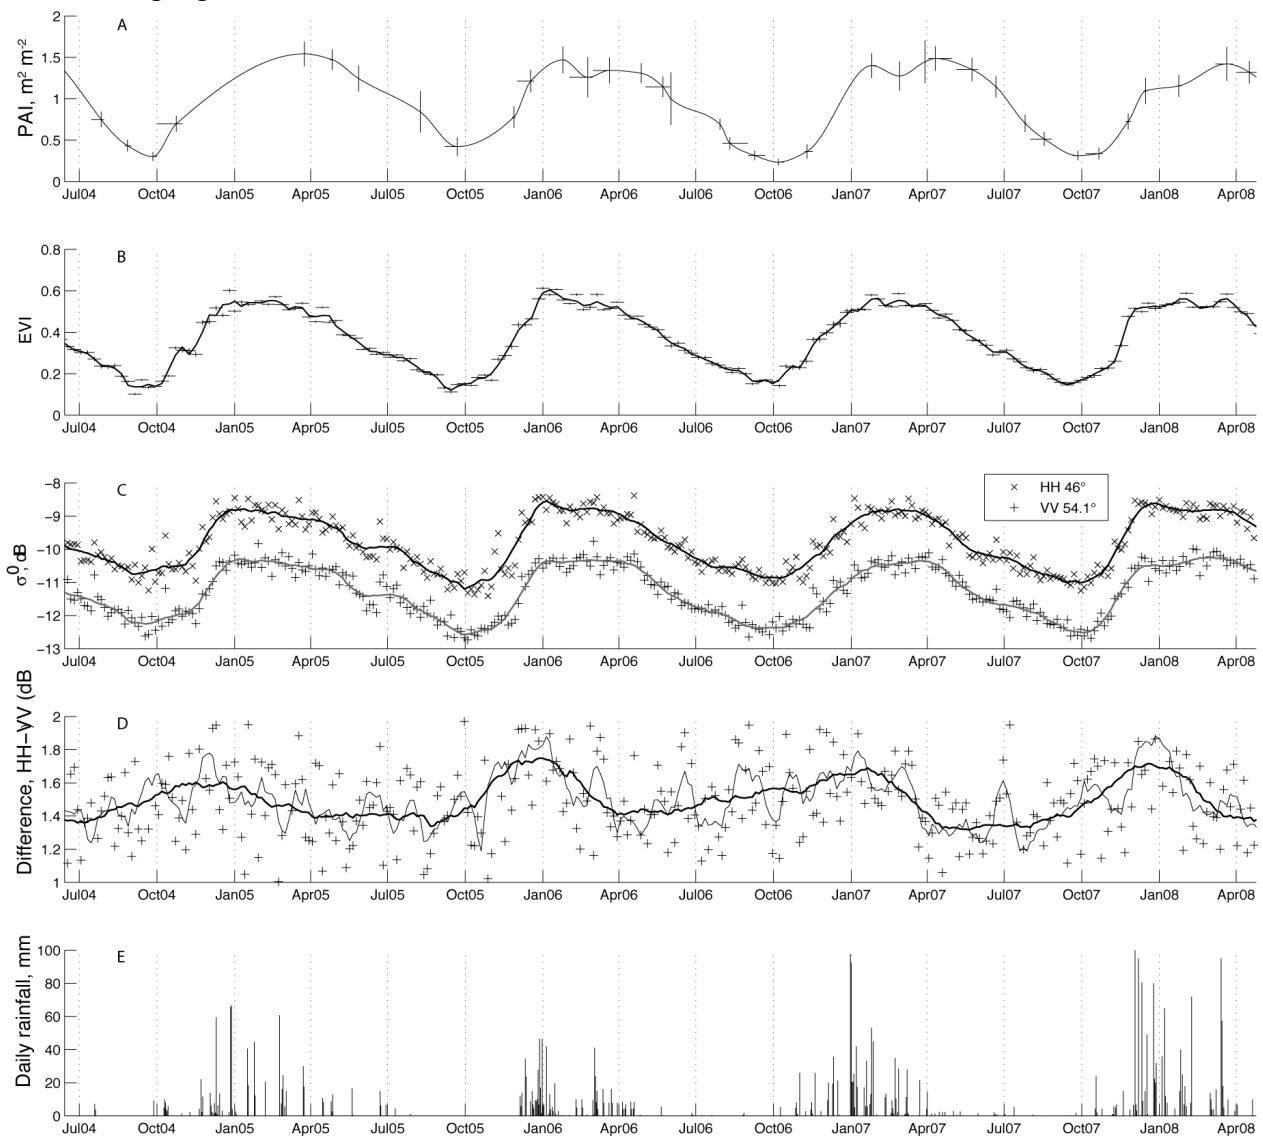 A
PAI, m² m⁻²
2
1.5
1
0.5
0
Jul04 Oct04 Jan05 Apr05 Jul05 Oct05 Jan06 Apr06 Jul06 Oct06 Jan07 Apr07 Jul07 Oct07 Jan08 Apr08
B
EVI
0.8
0.6
0.4
0.2
0
Jul04 Oct04 Jan05 Apr05 Jul05 Oct05 Jan06 Apr06 Jul06 Oct06 Jan07 Apr07 Jul07 Oct07 Jan08 Apr08
C
σ⁰, dB
−8
−9
−10
−11
−12
−13
× HH 46°
+ VV 54.1°
Jul04 Oct04 Jan05 Apr05 Jul05 Oct05 Jan06 Apr06 Jul06 Oct06 Jan07 Apr07 Jul07 Oct07 Jan08 Apr08
D
Difference, HH−VV (dB
2
1.8
1.6
1.4
1.2
1
Jul04 Oct04 Jan05 Apr05 Jul05 Oct05 Jan06 Apr06 Jul06 Oct06 Jan07 Apr07 Jul07 Oct07 Jan08 Apr08
E
Daily rainfall, mm
100
80
60
40
20
0
Jul04 Oct04 Jan05 Apr05 Jul05 Oct05 Jan06 Apr06 Jul06 Oct06 Jan07 Apr07 Jul07 Oct07 Jan08 Apr08